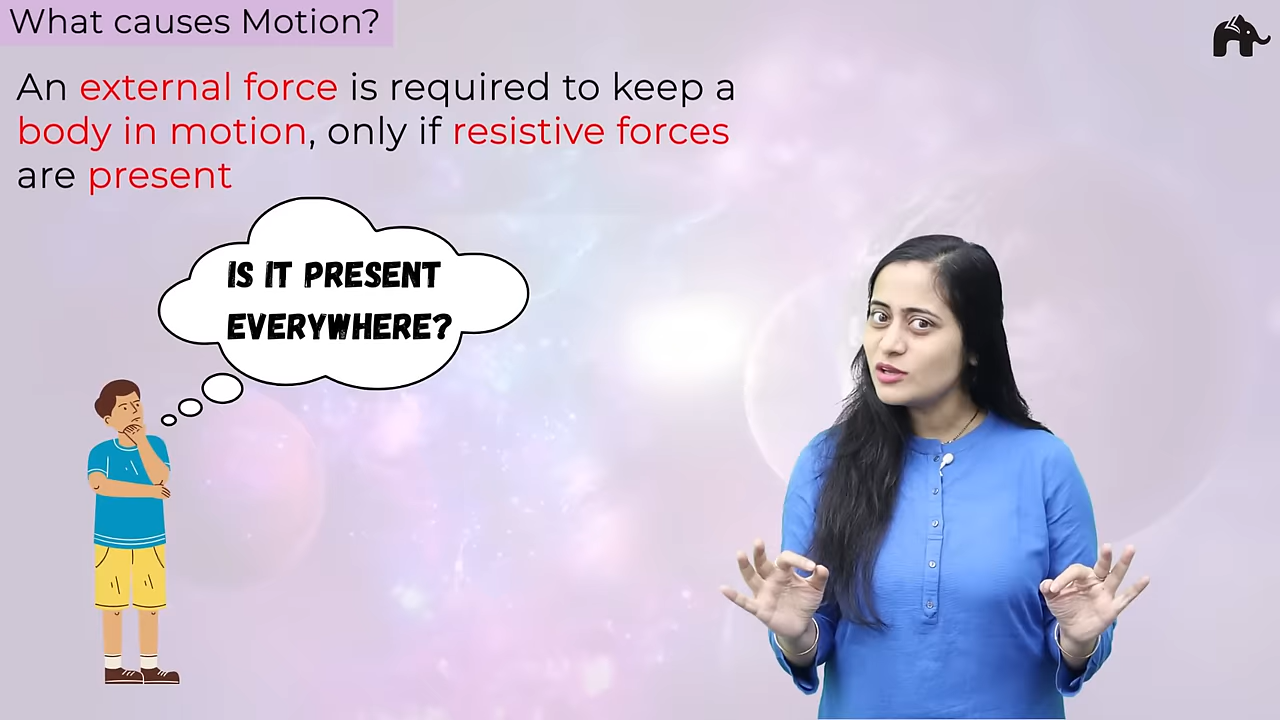 What causes Motion?
An external force is required to keep a
body in motion, only if resistive forces
are present
IS IT PRESENT
EVERYWHERE?